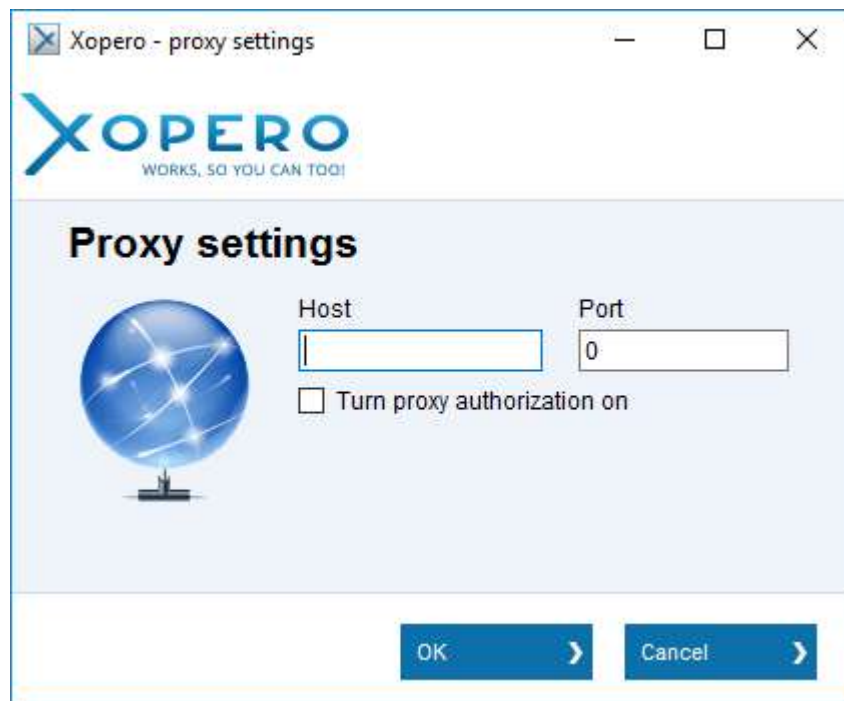 Xopero - proxy settings
XOPERO
WORKS, SO YOU CAN TOO!
Proxy settings
Host Port
0
Turn proxy authorization on
OK Cancel